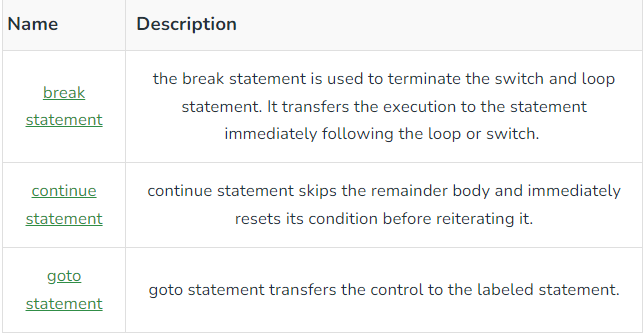 Name Description
break
statement
the break statement is used to terminate the switch and loop
statement. It transfers the execution to the statement
immediately following the loop or switch.
continue
statement
continue statement skips the remainder body and immediately
resets its condition before reiterating it.
goto
statement
goto statement transfers the control to the labeled statement.